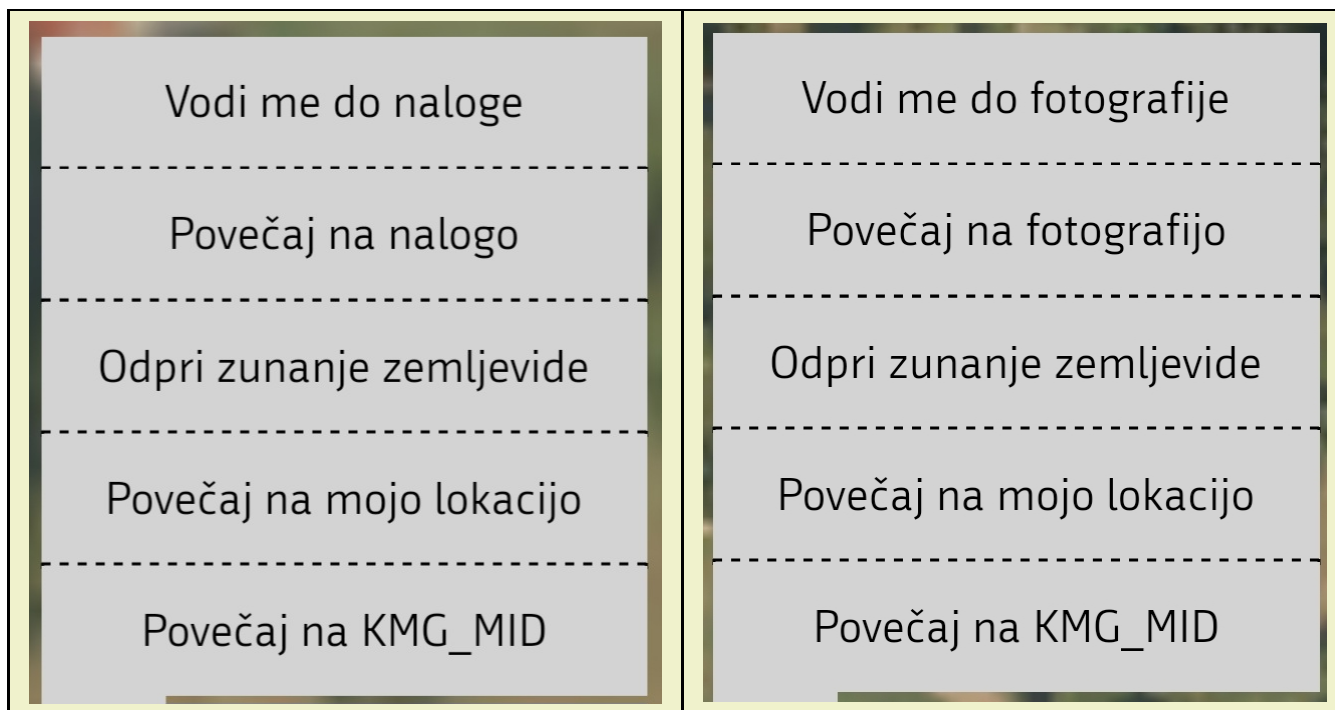 Vodi me do naloge
Povečaj na nalogo
Odpri zunanje zemljevide
Povečaj na mojo lokacijo
Povečaj na KMG_MID
Vodi me do fotografije
Povečaj na fotografijo
Odpri zunanje zemljevide
Povečaj na mojo lokacijo
Povečaj na KMG_MID